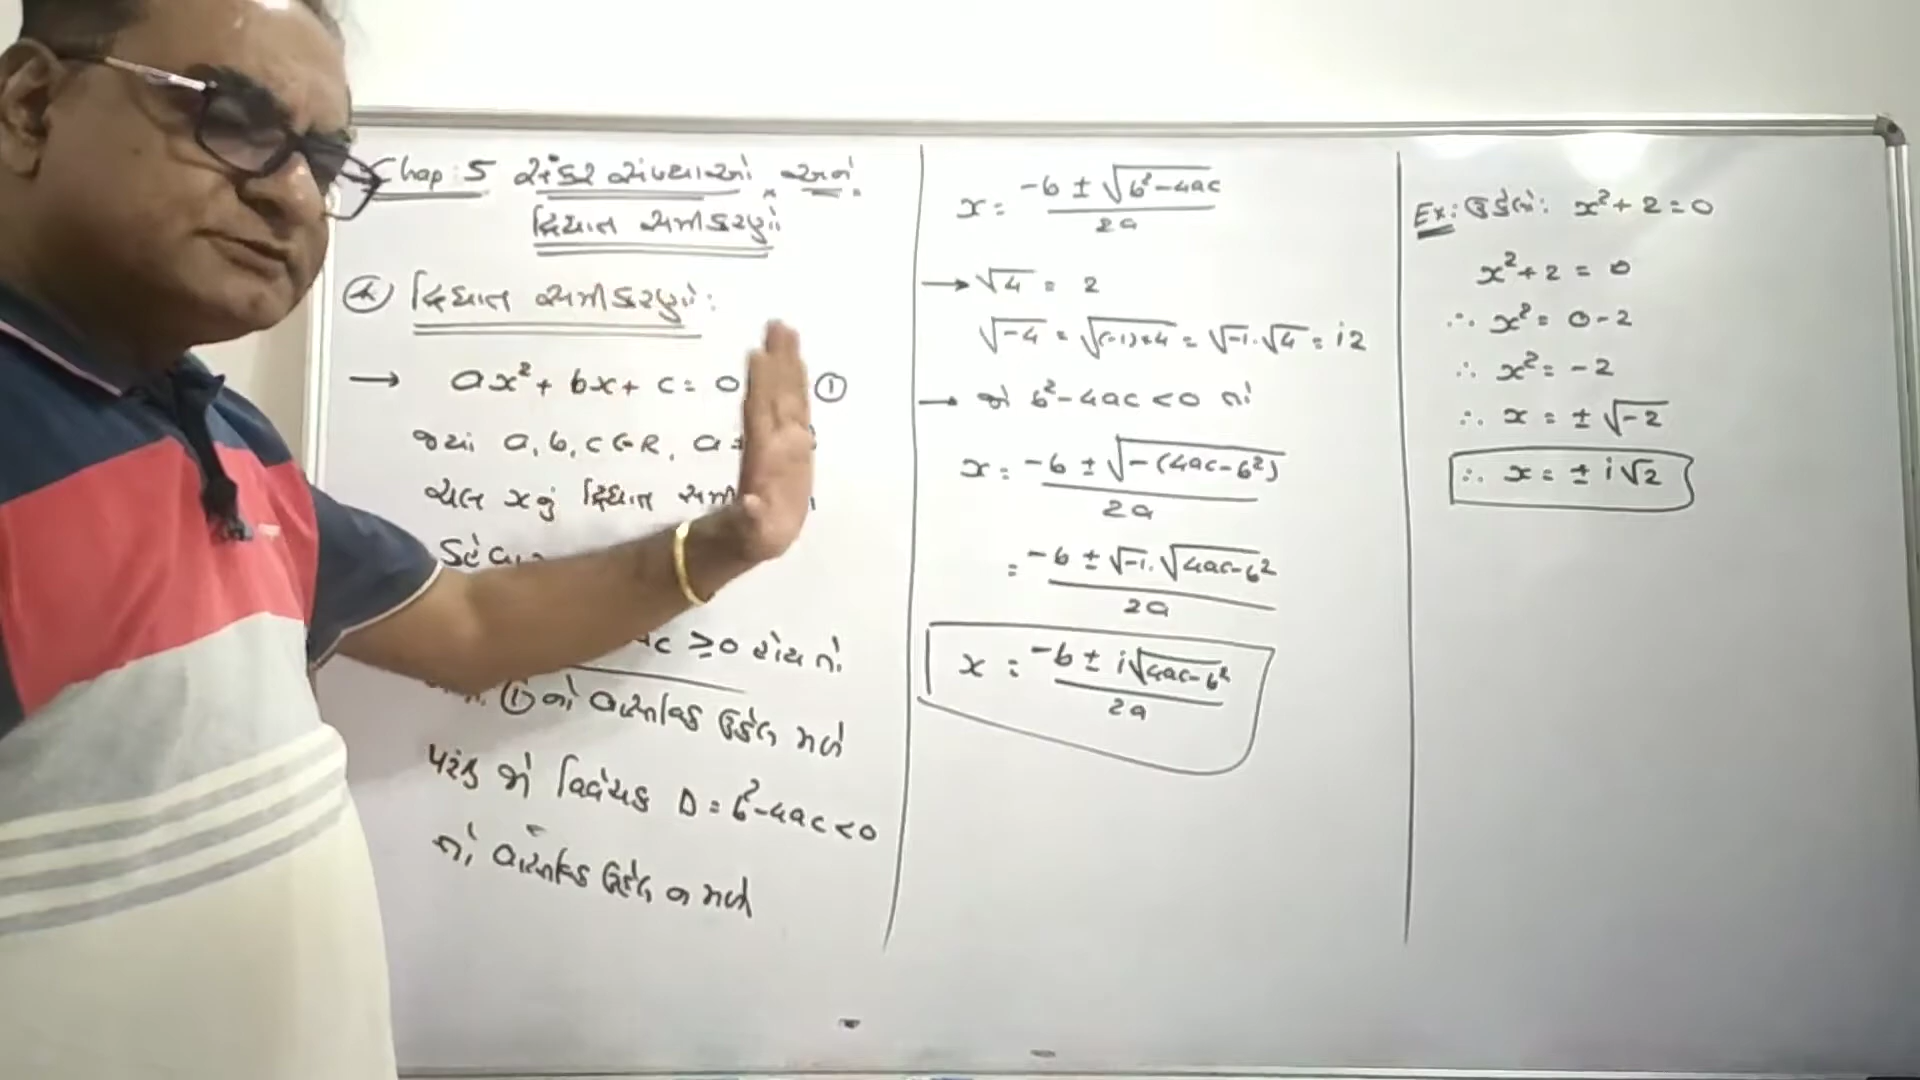 Chap : 5 સંકર સંખ્યાઓ અને
દ્વિઘાત સમીકરણો
દ્વિઘાત સમીકરણો :
→ ax² + bx + c = 0 ①
જ્યાં a, b, c ∈ R, a
ચલ x નું દ્વિઘાત સમી
c ≥ 0 હોય તો
① નો વાસ્તવિક ઉકેલ મળે
પરંતુ જો વિવેચક D = b² - 4ac < 0
તો વાસ્તવિક ઉકેલ ન મળે
x = -b ± √b² - 4ac / 2a
→ √4 = 2
√-4 = √(-1)×4 = √-1 . √4 = i 2
→ જો b² - 4ac < 0 તો
x = -b ± √-(4ac - b²) / 2a
= -b ± √-1 . √4ac - b² / 2a
x = -b ± i√4ac - b² / 2a
Ex : ઉકેલો : x² + 2 = 0
x² + 2 = 0
∴ x² = 0 - 2
∴ x² = -2
∴ x = ± √-2
∴ x = ± i √2